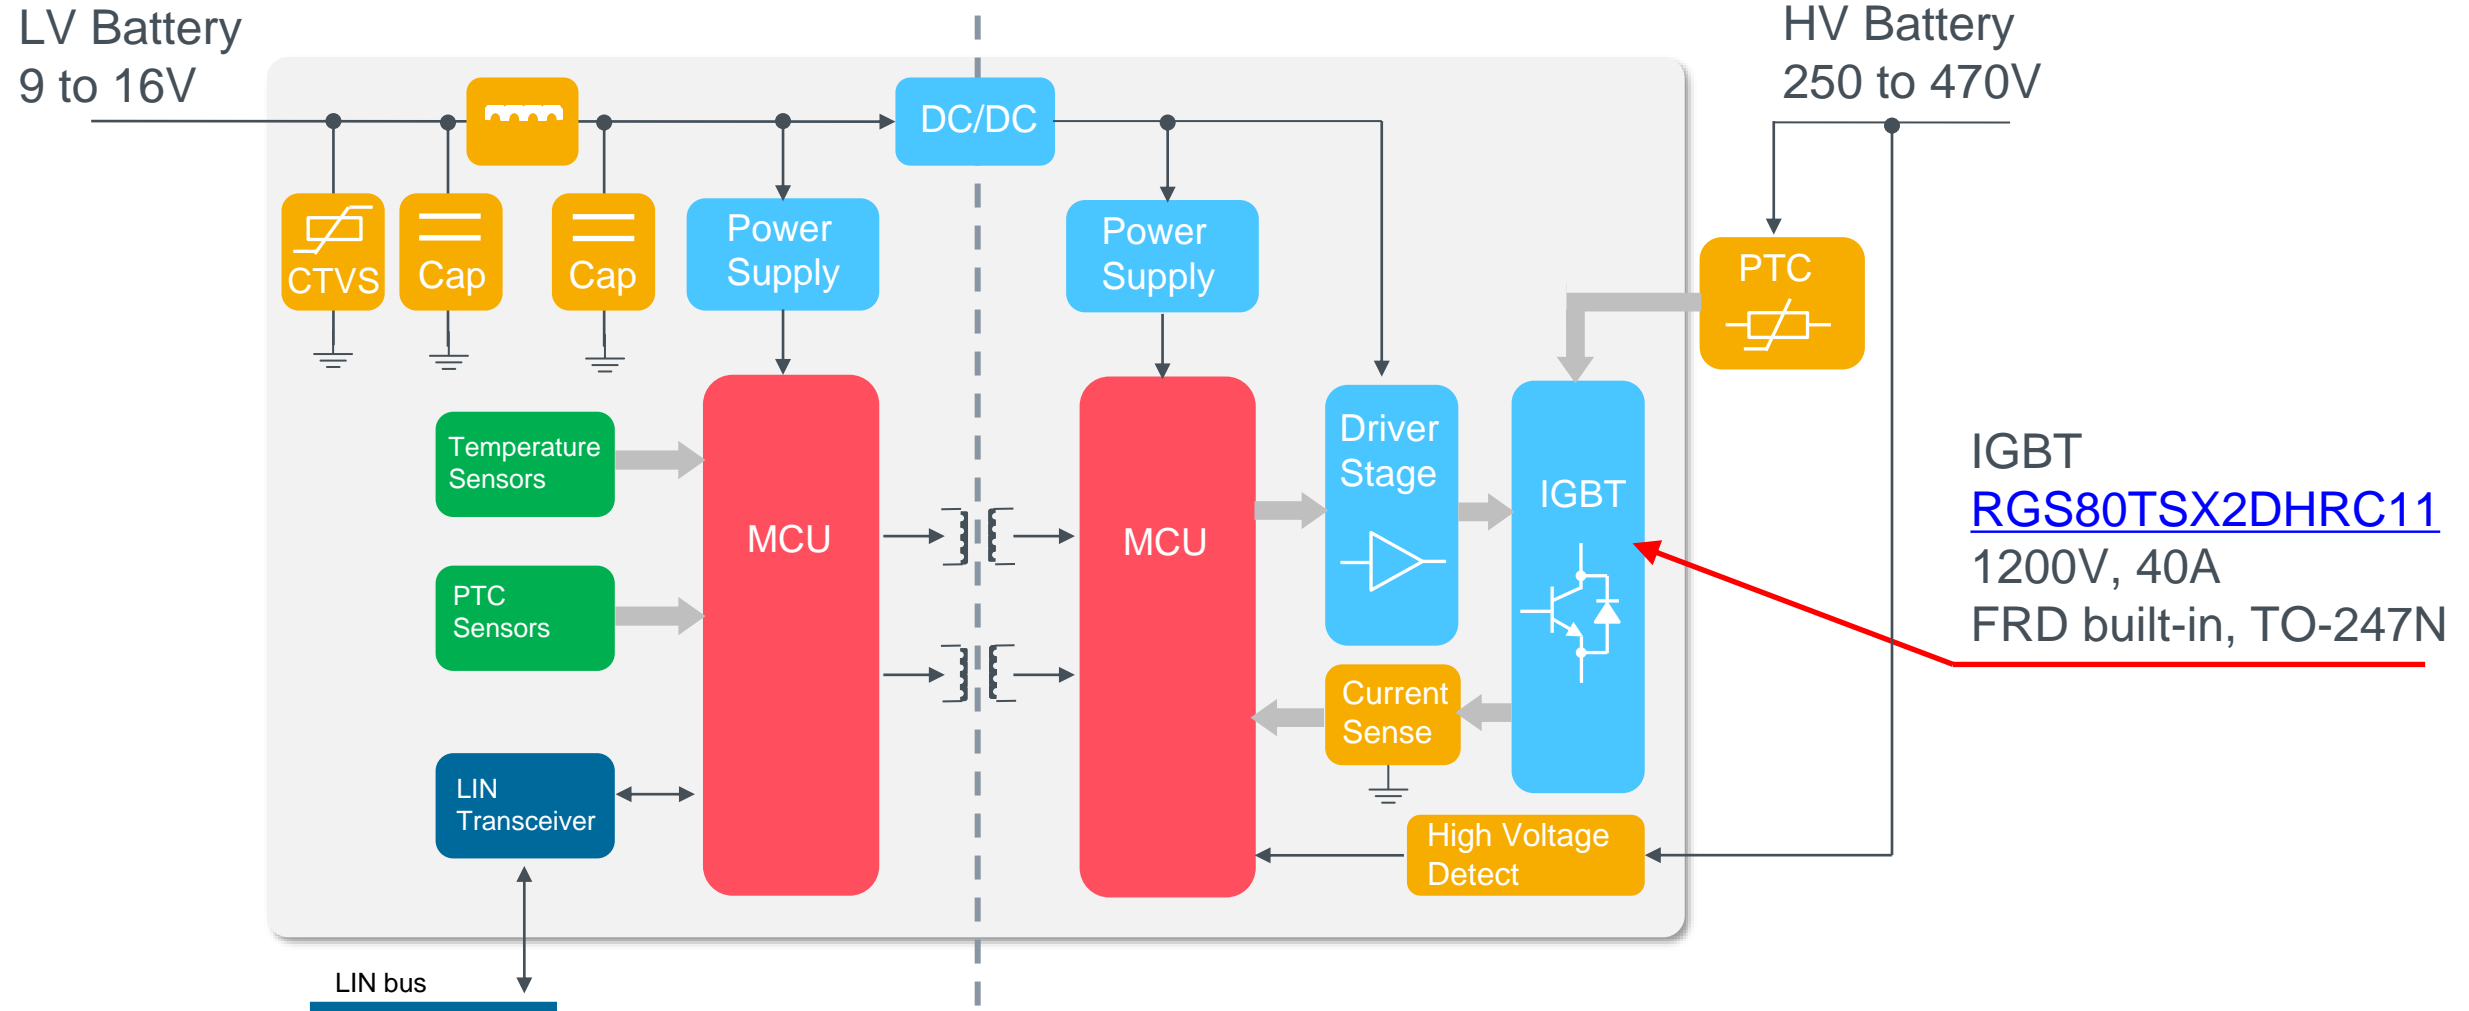 LV Battery
9 to 16V
HV Battery
250 to 470V
DC/DC
CTVS
Cap
Cap
Power
Supply
Power
Supply
PTC
Temperature
Sensors
PTC
Sensors
LIN
Transceiver
MCU
MCU
Driver
Stage
IGBT
Current
Sense
High Voltage
Detect
IGBT
RGS80TSX2DHRC11
1200V, 40A
FRD built-in, TO-247N
LIN bus